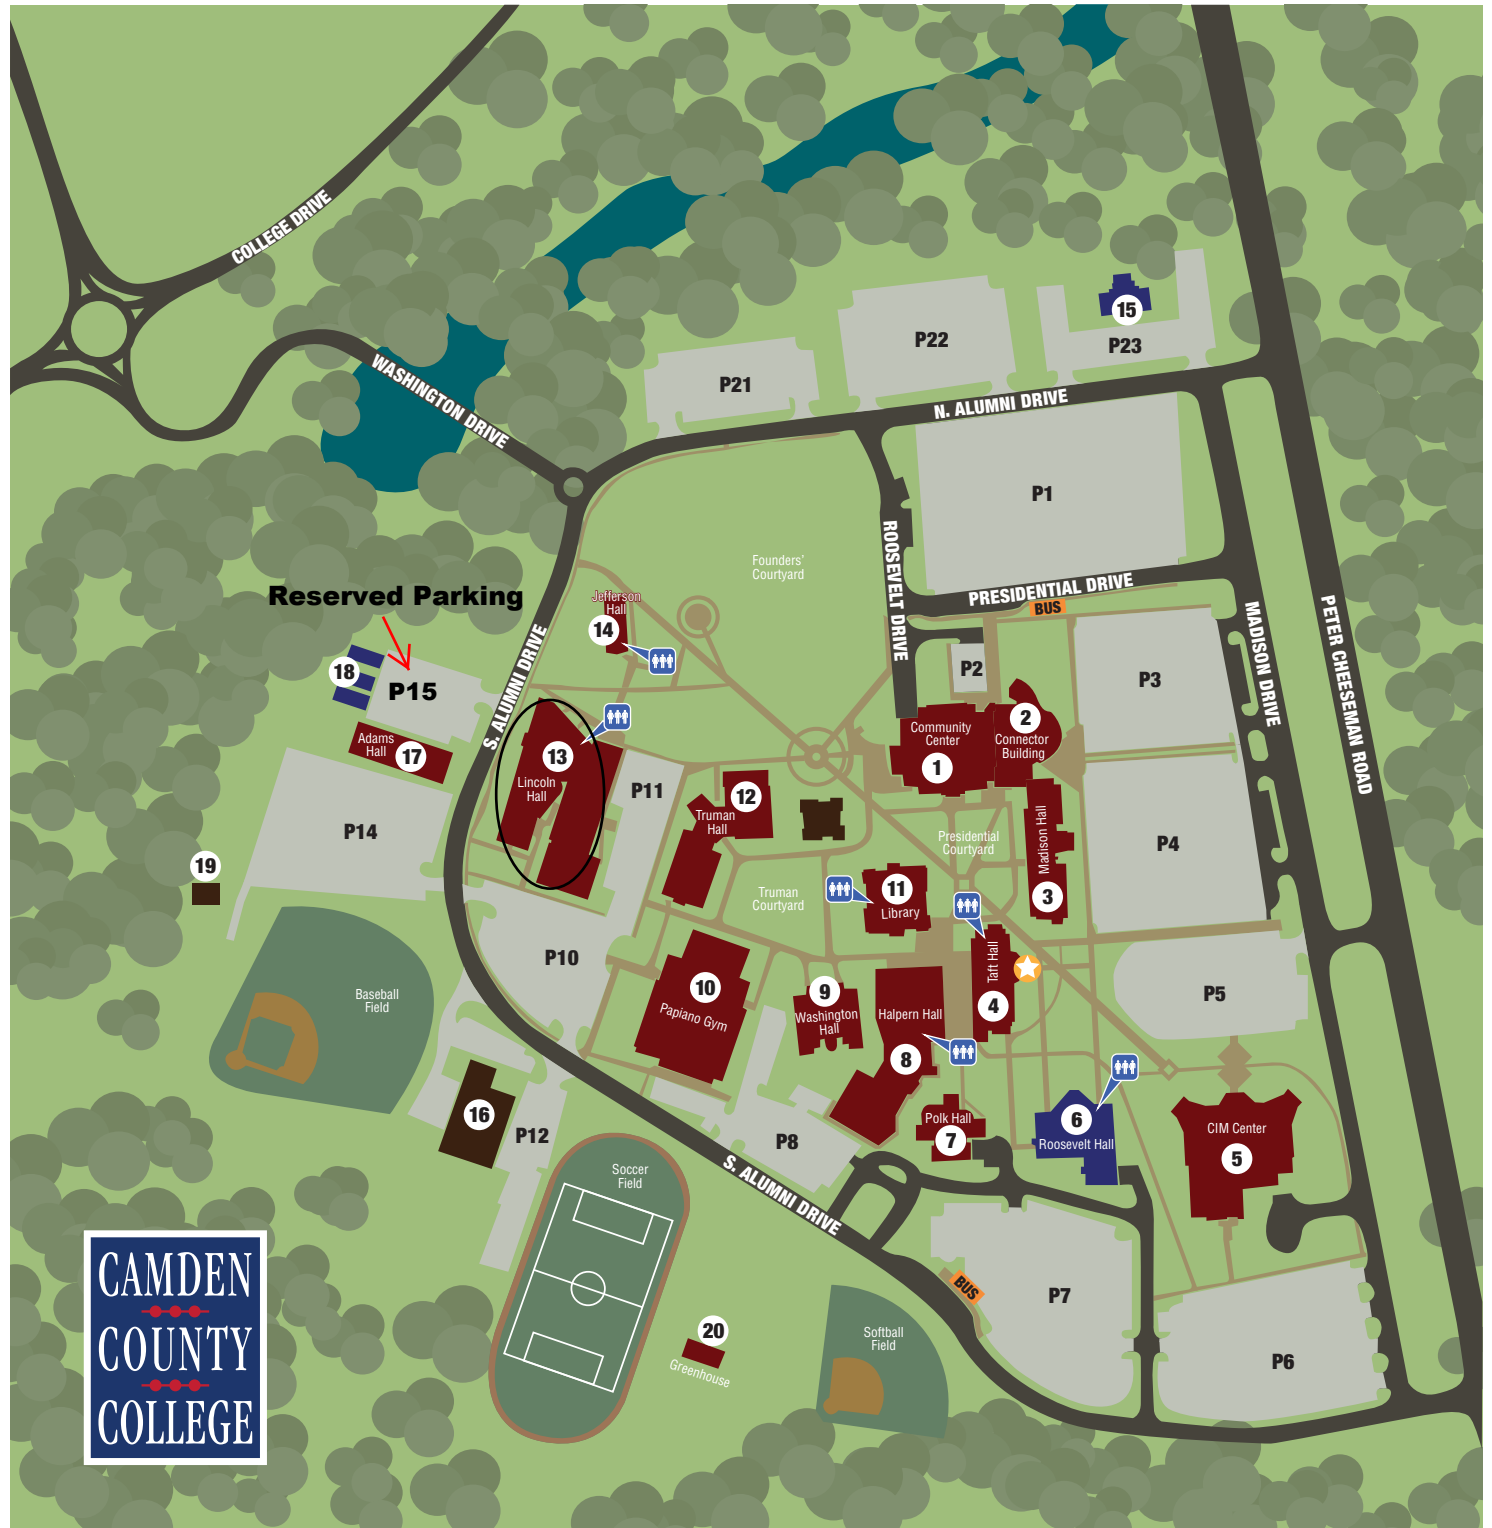 COLLEGE DRIVE
WASHINGTON DRIVE
15
P22
P23
P21
N. ALUMNI DRIVE
P1
ROOSEVELT DRIVE
Founders'
Courtyard
PRESIDENTIAL DRIVE
BUS
Reserved Parking
Jefferson
Hall
14
MADISON DRIVE
PETER CHEESEMAN ROAD
S. ALUMNI DRIVE
18
P15
P2
P3
2
Connector
Building
Community
Center
1
Adams
Hall
17
13
Lincoln
Hall
P11
12
Truman
Hall
P14
19
Presidential
Courtyard
Madison Hall
3
P4
Truman
Courtyard
11
Library
Taft Hall
4
P10
10
Papiano Gym
9
Washington
Hall
Halpern Hall
8
P5
Baseball
Field
16
P12
P8
Polk Hall
7
6
Roosevelt Hall
CIM Center
5
Soccer
Field
S. ALUMNI DRIVE
BUS
P7
P6
20
Greenhouse
Softball
Field
CAMDEN
COUNTY
COLLEGE